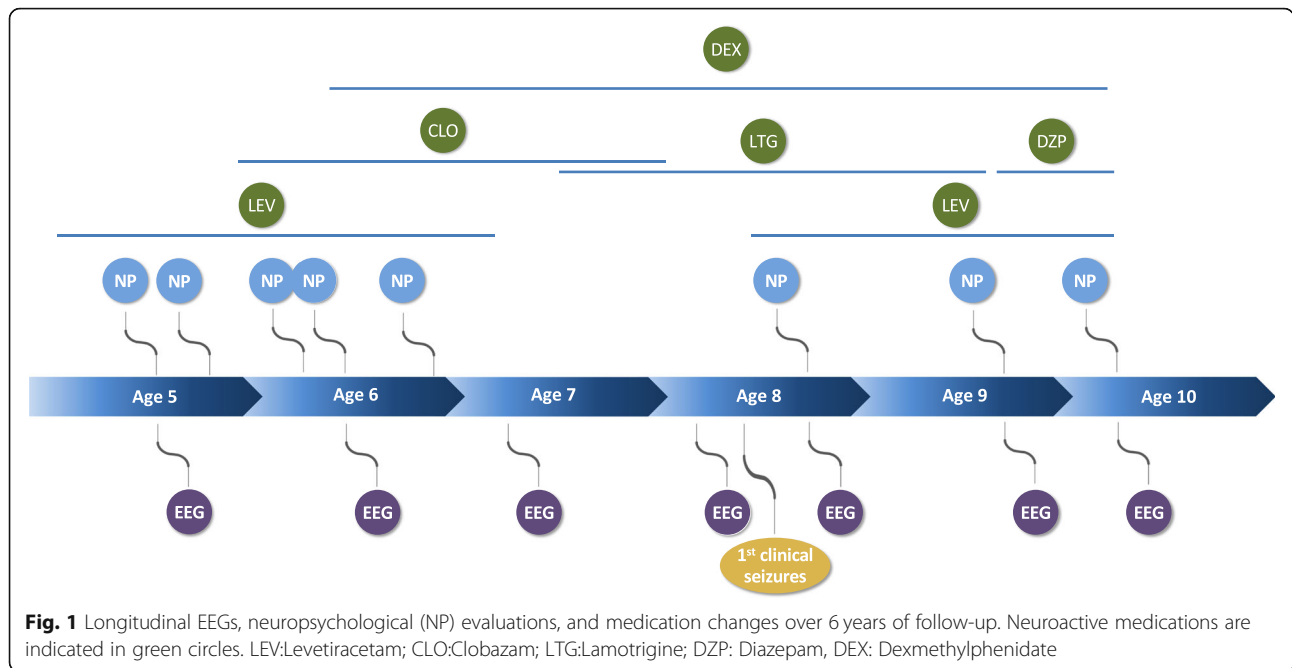 DEX
CLO
LTG
DZP
LEV
LEV
NP
NP
NP
NP
NP
NP
NP
NP
Age 5
Age 6
Age 7
Age 8
Age 9
Age 10
EEG
EEG
EEG
EEG
EEG
EEG
EEG
1st clinical
seizures
Fig. 1 Longitudinal EEGs, neuropsychological (NP) evaluations, and medication changes over 6 years of follow-up. Neuroactive medications are
indicated in green circles. LEV:Levetiracetam; CLO:Clobazam; LTG:Lamotrigine; DZP: Diazepam, DEX: Dexmethylphenidate